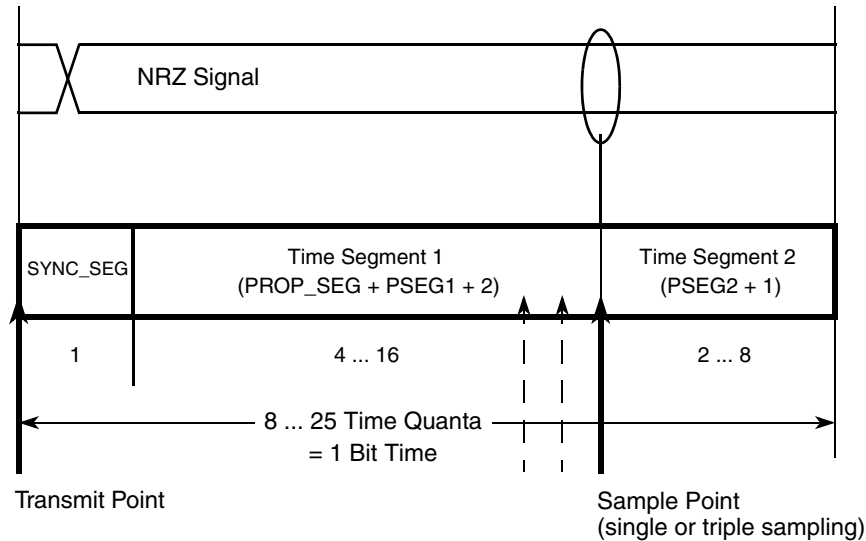 NRZ Signal
SYNC_SEG
Time Segment 1
(PROP_SEG + PSEG1 + 2)
Time Segment 2
(PSEG2 + 1)
1
4 ... 16
2 ... 8
8 ... 25 Time Quanta
= 1 Bit Time
Transmit Point
Sample Point
(single or triple sampling)